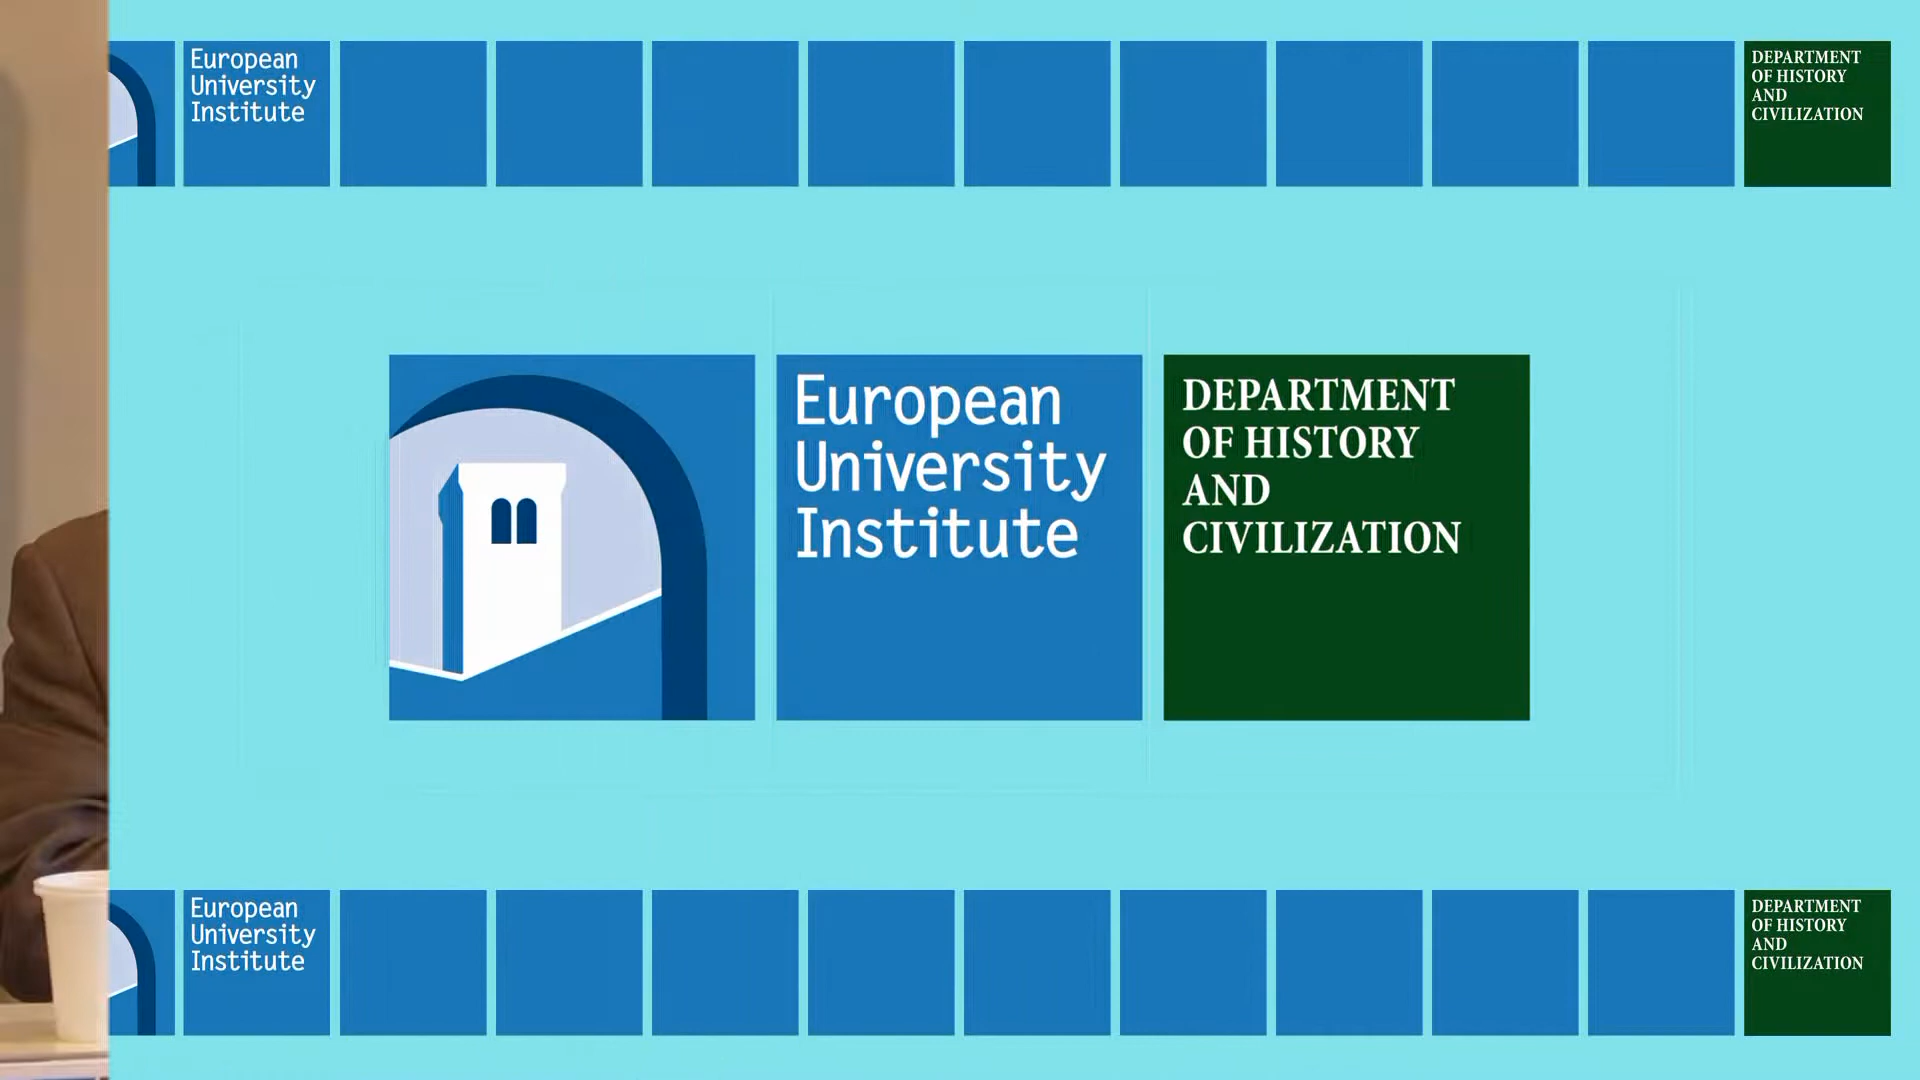 European
University
Institute
DEPARTMENT
OF HISTORY
AND
CIVILIZATION
European
University
Institute
DEPARTMENT
OF HISTORY
AND
CIVILIZATION
European
University
Institute
DEPARTMENT
OF HISTORY
AND
CIVILIZATION